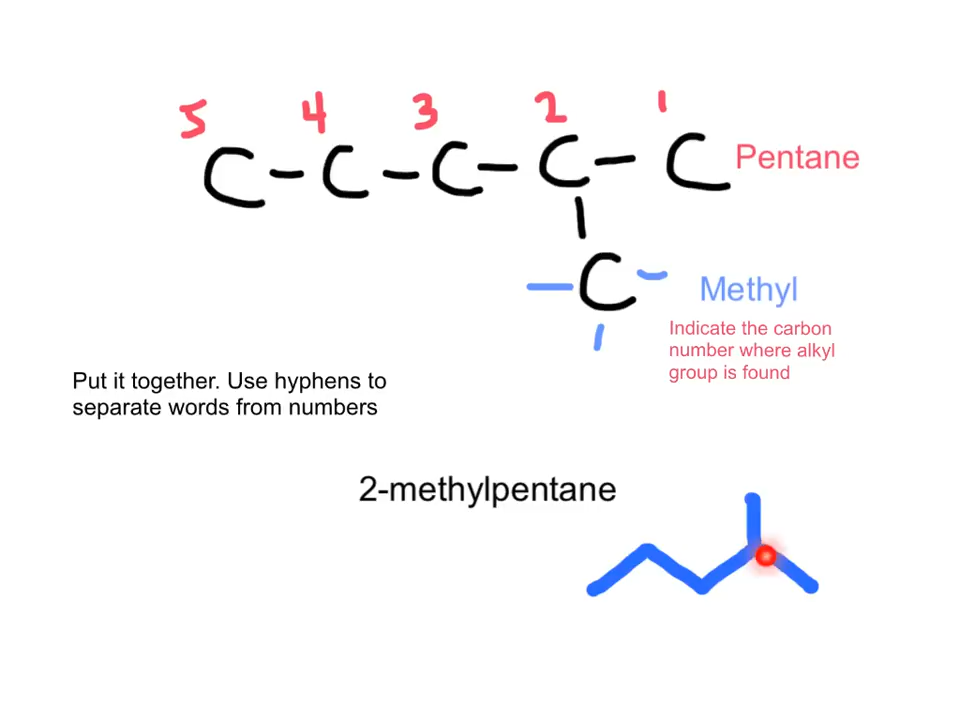 5 4 3 2 1
C - C - C - C - C Pentane
C Methyl
Indicate the carbon
number where alkyl
group is found
Put it together. Use hyphens to
separate words from numbers
2-methylpentane